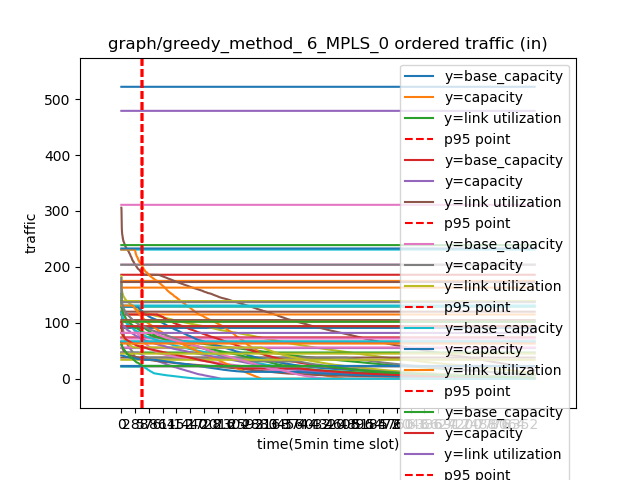 graph/greedy_method_ 6_MPLS_0 ordered traffic (in)
traffic
500
400
300
200
100
0
time(5min time slot)
y=base_capacity
y=capacity
y=link utilization
p95 point
y=base_capacity
y=capacity
y=link utilization
p95 point
y=base_capacity
y=capacity
y=link utilization
p95 point
y=base_capacity
y=capacity
y=link utilization
p95 point
y=base_capacity
y=capacity
y=link utilization
p95 point